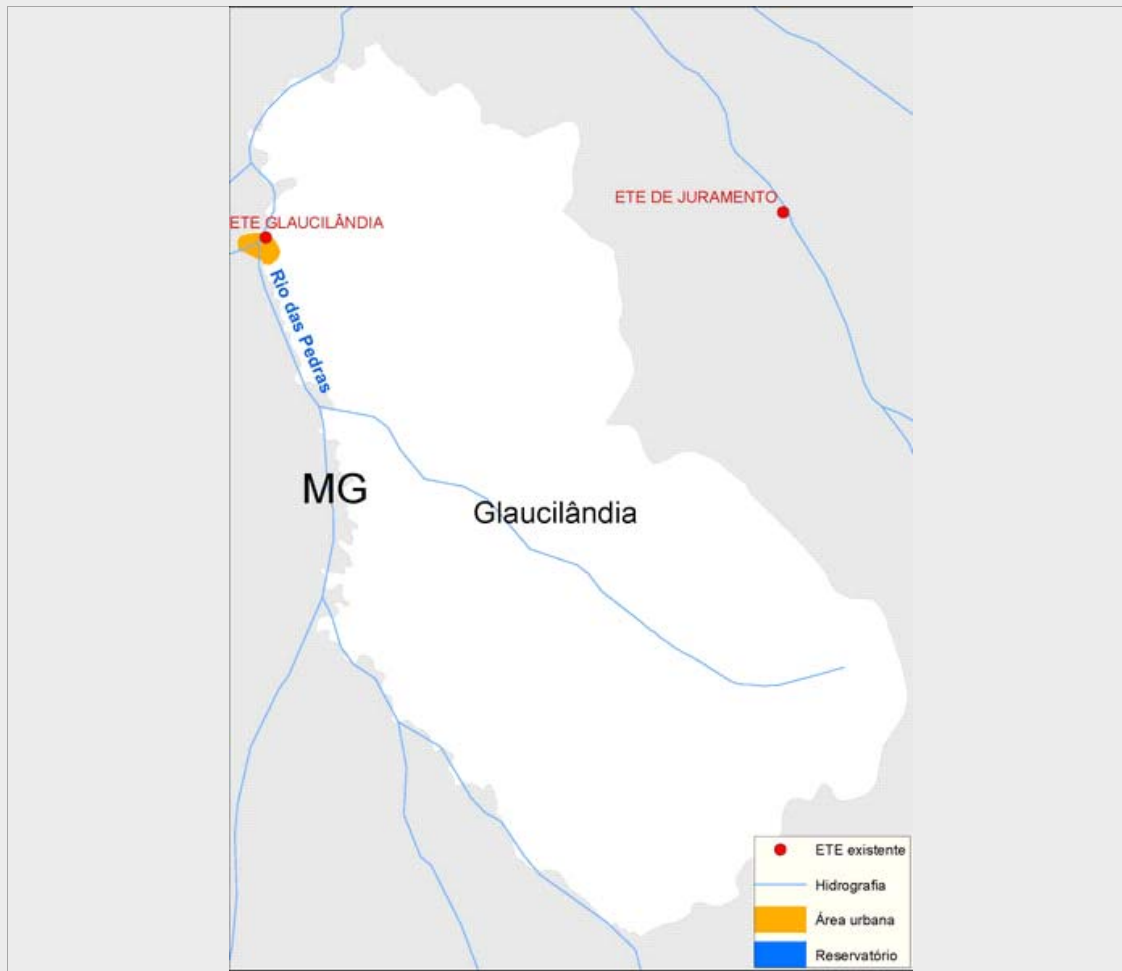 ETE DE JURAMENTO
ETE GLAUCILÂNDIA
Rio das Pedras
MG
Glaucilândia
ETE existente
Hidrografia
Área urbana
Reservatório